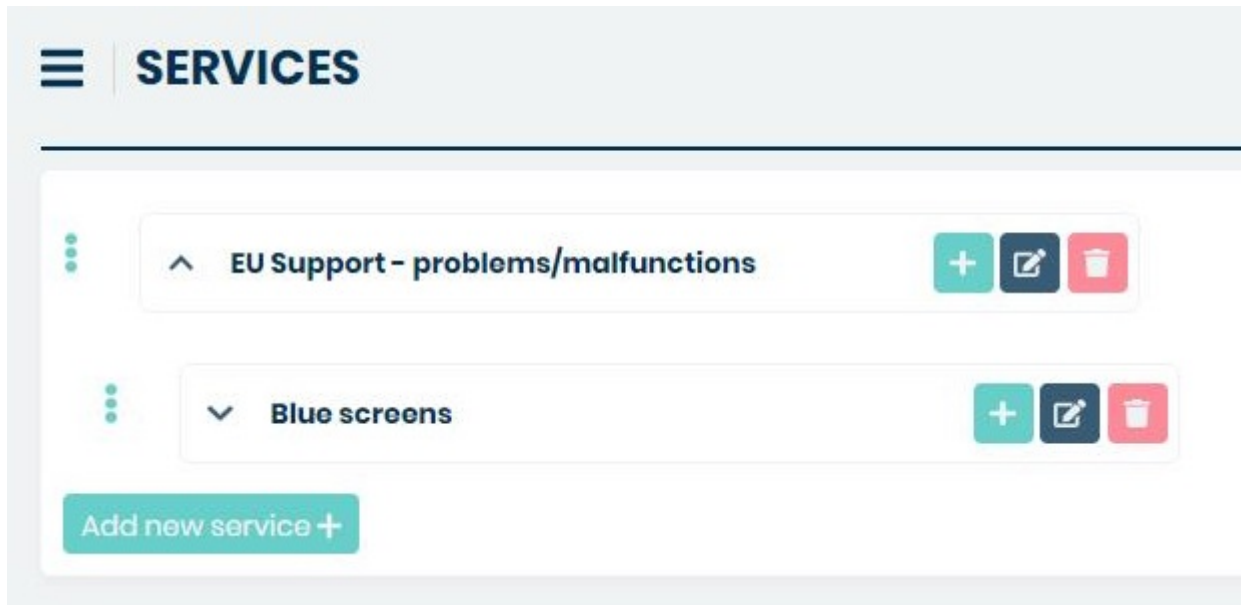 SERVICES
EU Support - problems/malfunctions
Blue screens
Add new service +